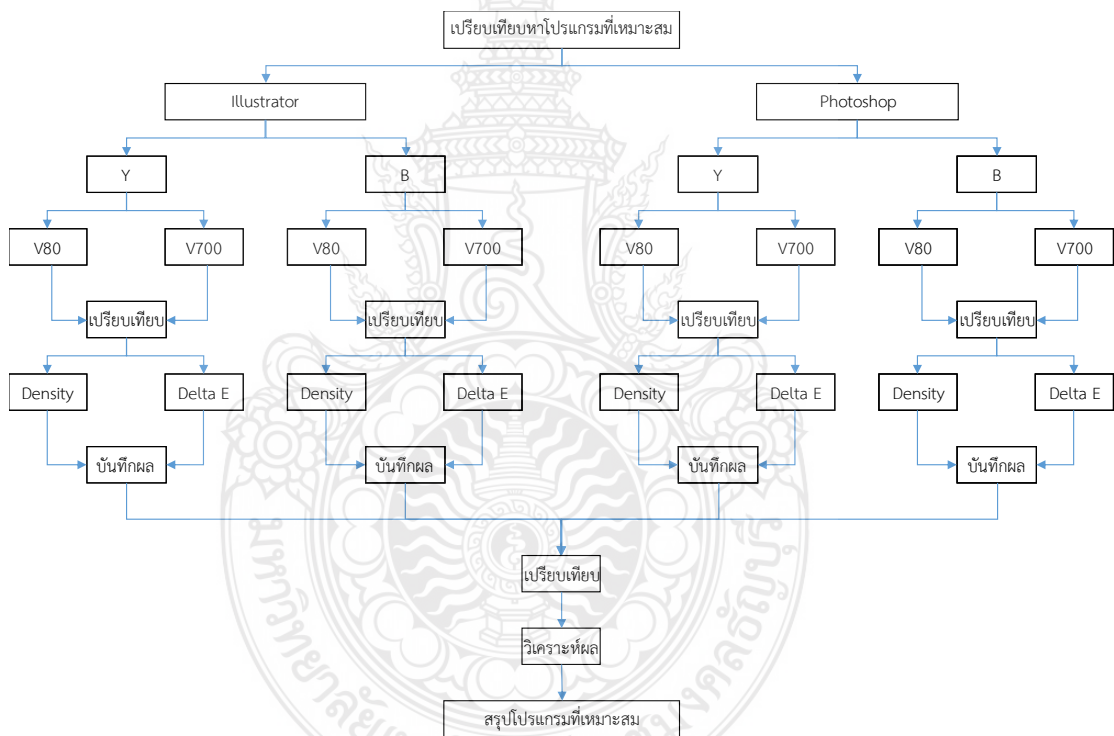 เปรียบเทียบหาโปรแกรมที่เหมาะสม
Illustrator Photoshop
Y B Y B
V80 V700 V80 V700 V80 V700 V80 V700
เปรียบเทียบ เปรียบเทียบ เปรียบเทียบ เปรียบเทียบ
Density Delta E Density Delta E Density Delta E Density Delta E
บันทึกผล บันทึกผล บันทึกผล บันทึกผล
เปรียบเทียบ
วิเคราะห์ผล
สรุปโปรแกรมที่เหมาะสม